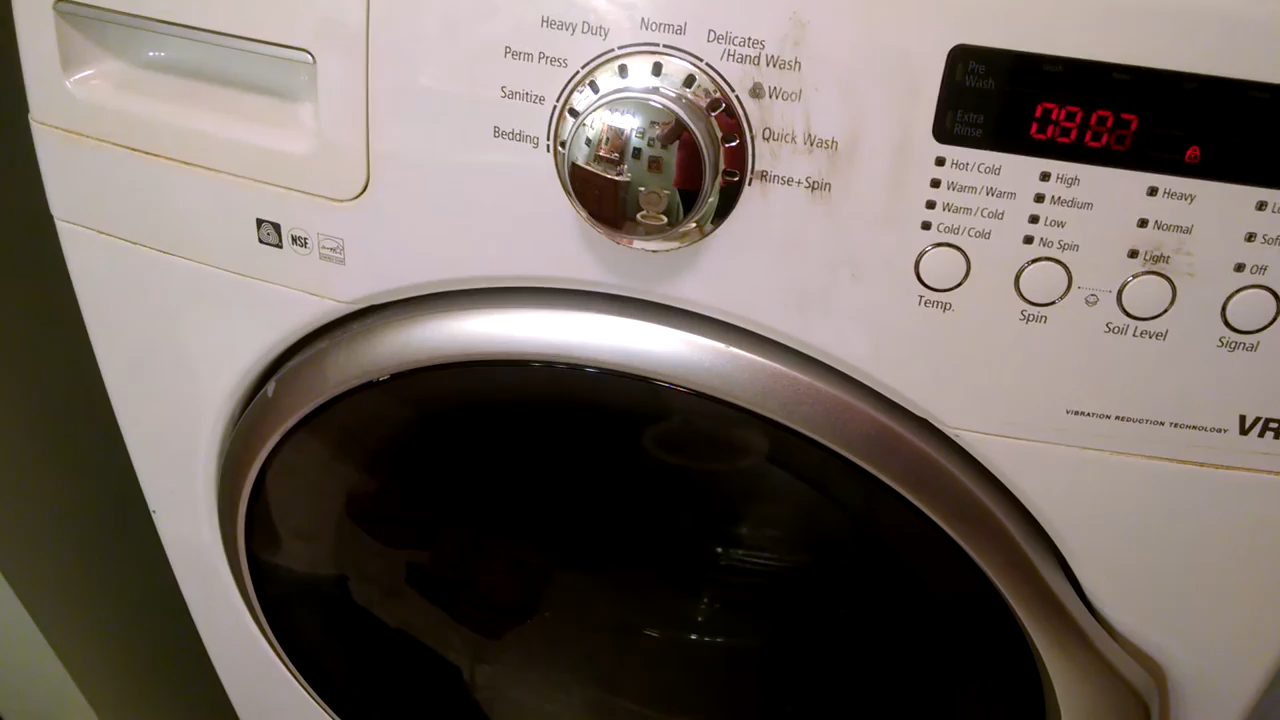 Heavy Duty
Normal
Delicates
/Hand Wash
Perm Press
Wool
Sanitize
Quick Wash
Bedding
Rinse+Spin
Pre
Wash
Extra
Rinse
Hot/Cold
High
Heavy
Warm/Warm
Medium
Warm/Cold
Low
Normal
Cold/Cold
No Spin
Light
Off
Temp.
Spin
Soil Level
Signal
NSF
VIBRATION REDUCTION TECHNOLOGY